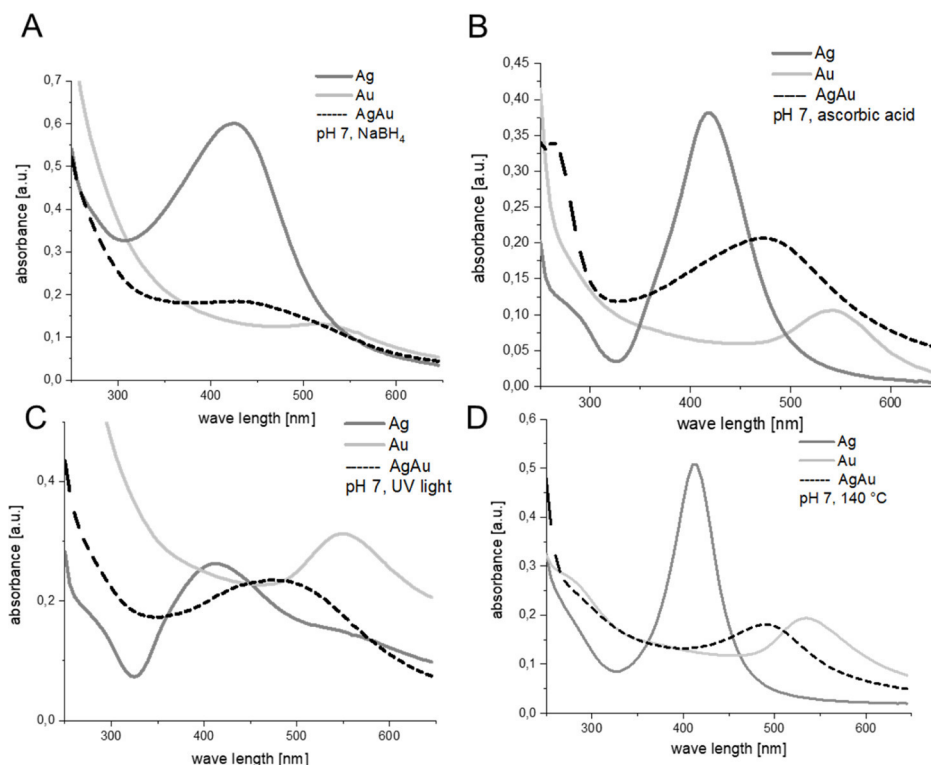 A
Ag
Au
AgAu
pH 7, NaBH₄
0,7
0,6
0,5
0,4
0,3
0,2
0,1
0,0
absorbance [a.u.]
300 400 500 600
wave length [nm]
B
Ag
Au
AgAu
pH 7, ascorbic acid
0,45
0,40
0,35
0,30
0,25
0,20
0,15
0,10
0,05
0,00
absorbance [a.u.]
300 400 500 600
wave length [nm]
C
Ag
Au
AgAu
pH 7, UV light
0,4
0,2
0,0
absorbance [a.u.]
300 400 500 600
wave length [nm]
D
Ag
Au
AgAu
pH 7, 140 °C
0,6
0,5
0,4
0,3
0,2
0,1
0,0
absorbance [a.u.]
300 400 500 600
wave length [nm]